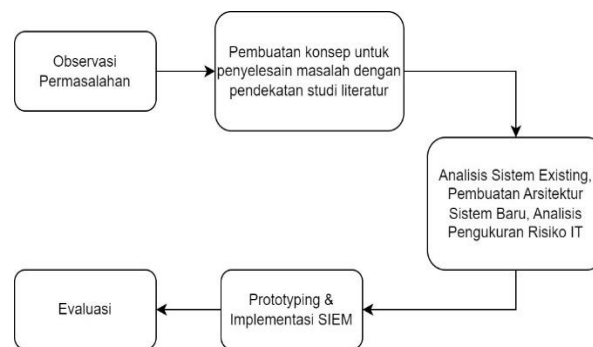 Observasi
Permasalahan
Pembuatan konsep untuk
penyelesain masalah dengan
pendekatan studi literatur
Analisis Sistem Existing,
Pembuatan Arsitektur
Sistem Baru, Analisis
Pengukuran Risiko IT
Prototyping &
Implementasi SIEM
Evaluasi